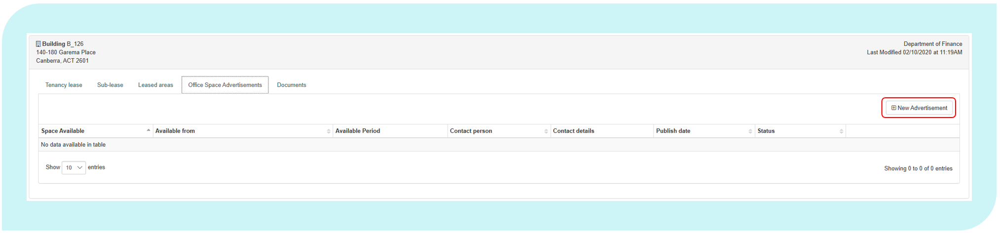 Building B_126
Department of Finance
140-180 Garema Place
Last Modified 02/10/2020 at 11:19AM
Canberra, ACT 2601
Tenancy lease Sub-lease Leased areas Office Space Advertisements Documents
New Advertisement
Space Available Available from Available Period Contact person Contact details Publish date Status
No data available in table
Show 10 entries
Showing 0 to 0 of 0 entries